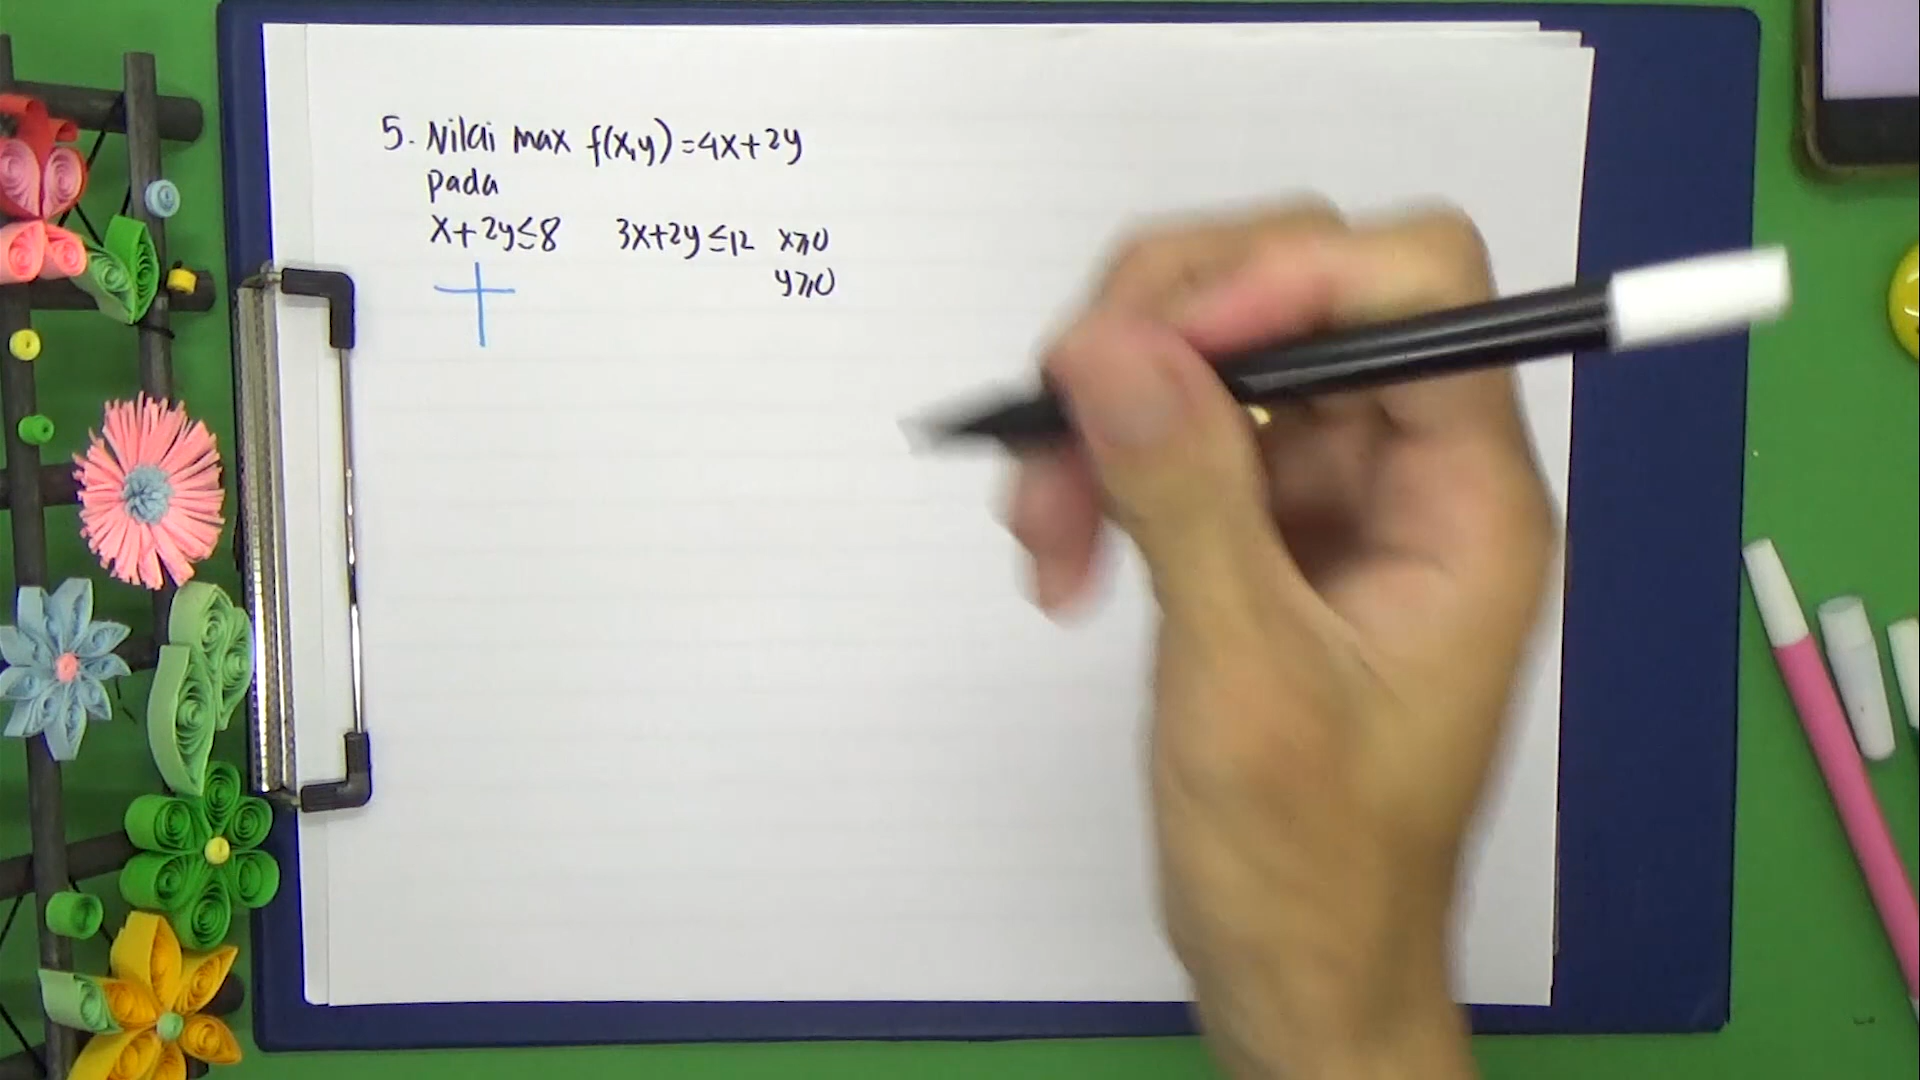 5. Nilai max f(x,y)=4x+2y
pada
x+2y≤8 3x+2y≤12 x≥0
y≥0